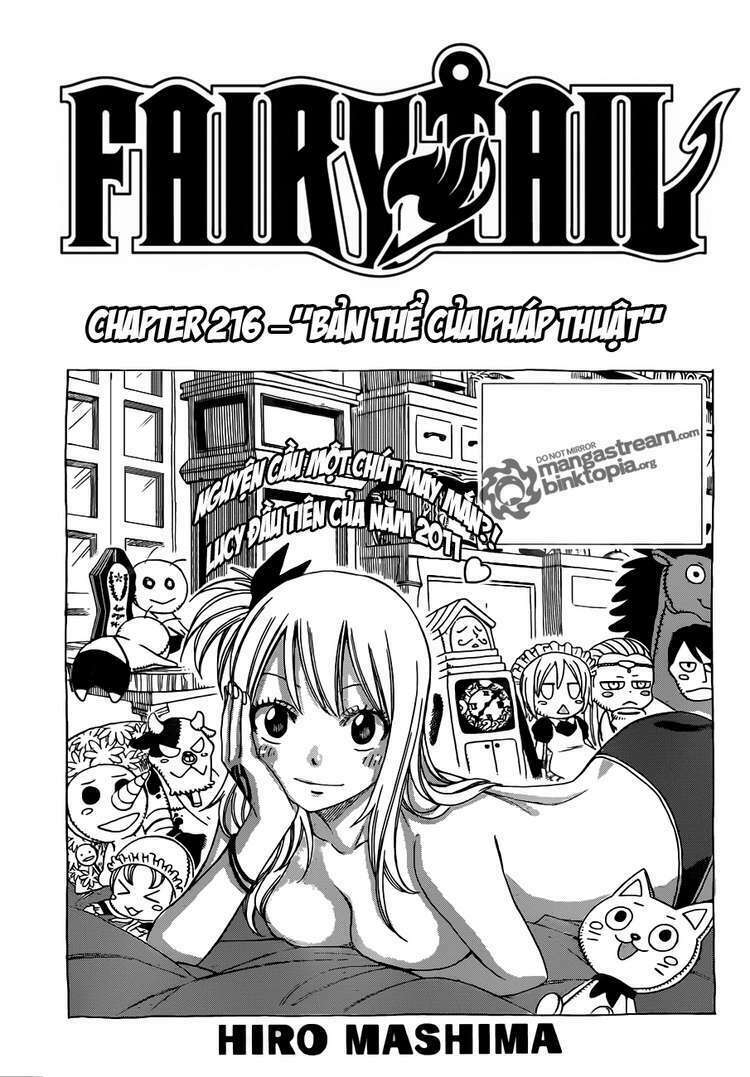 FAIRY TAIL
CHAPTER 216 – "BẢN THỂ CỦA PHÁP THUẬT"
DO NOT MIRROR
mangastream.com
binktopia.org
NGUYỆN CẦU MỘT CHÚT MAY MẮN?!
LUCY ĐẦU TIÊN CỦA NĂM 2011
HIRO MASHIMA